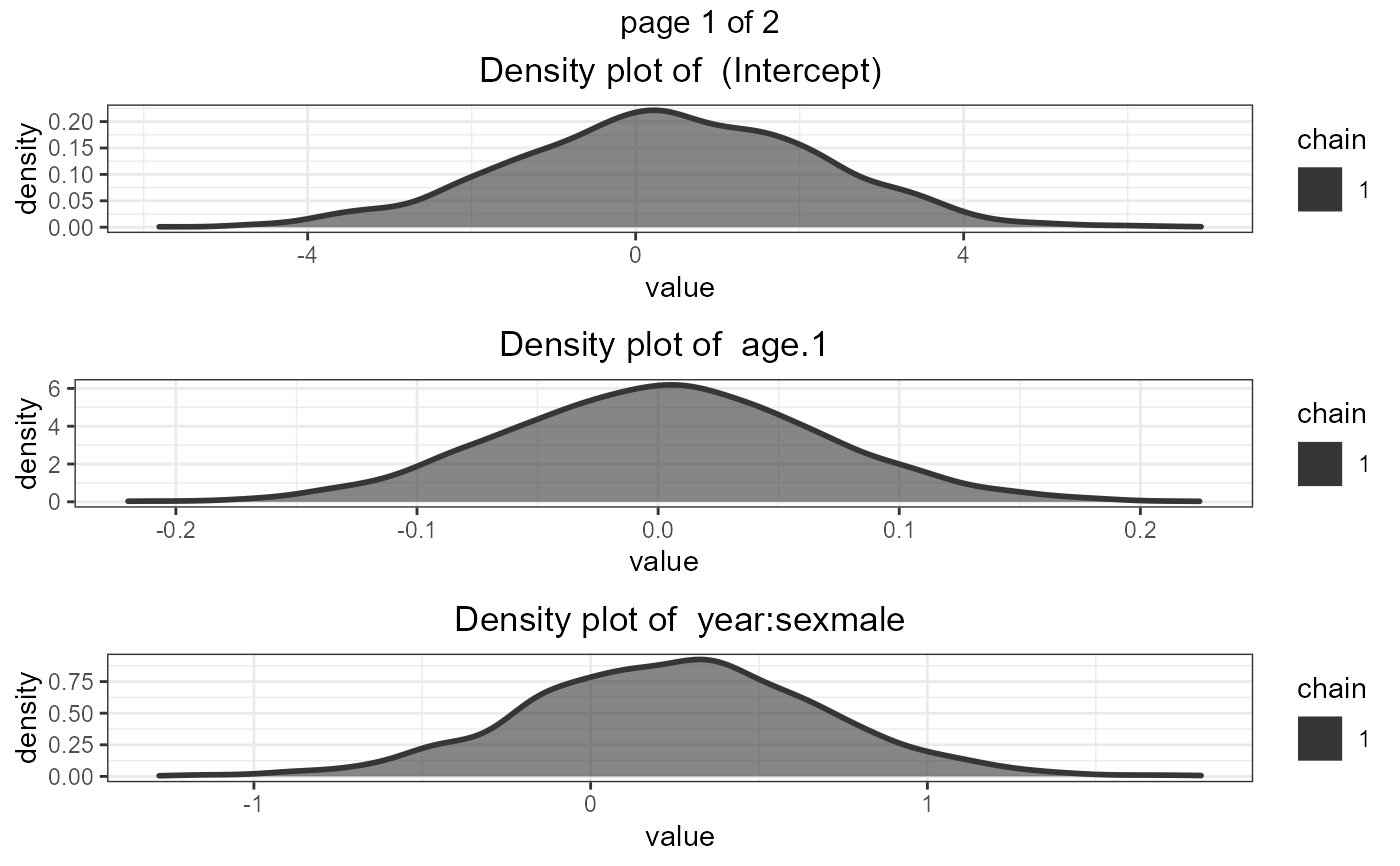 page 1 of 2
Density plot of  (Intercept)
density
0.20
0.15
0.10
0.05
0.00
-4 0 4
value
chain
1
Density plot of  age.1
density
6
4
2
0
-0.2 -0.1 0.0 0.1 0.2
value
chain
1
Density plot of  year:sexmale
density
0.75
0.50
0.25
0.00
-1 0 1
value
chain
1